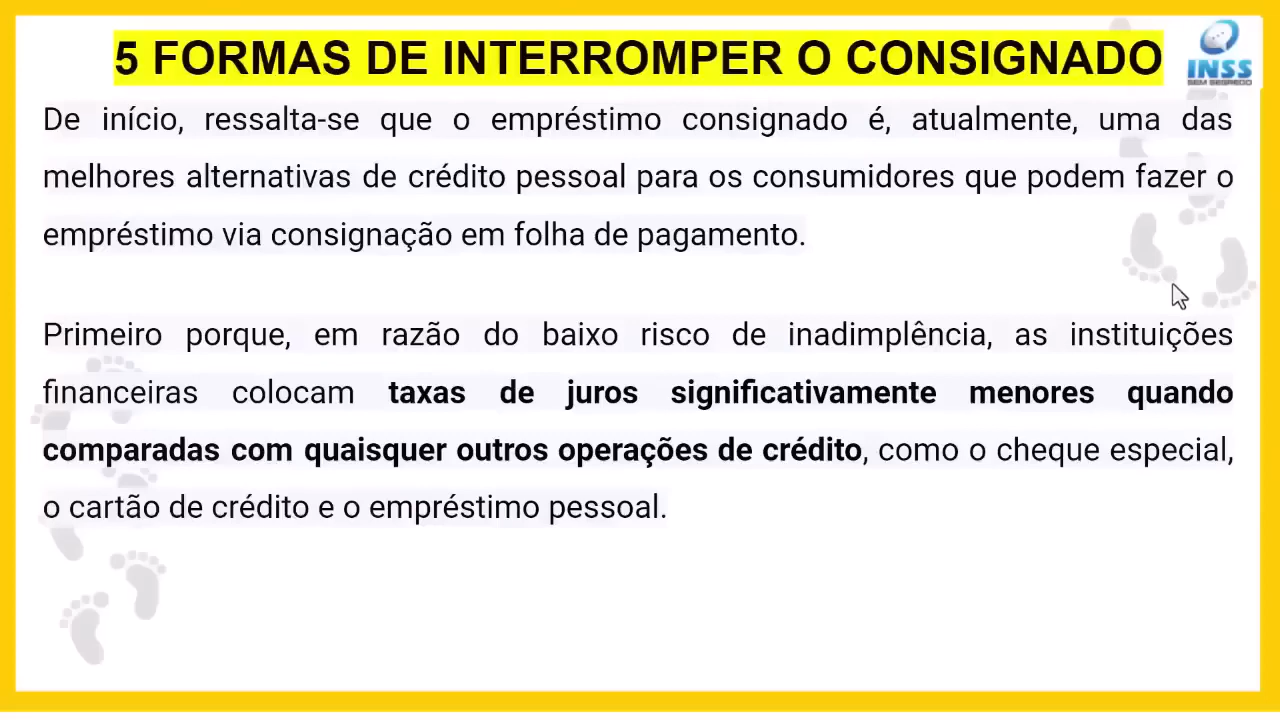 5 FORMAS DE INTERROMPER O CONSIGNADO
INSS
SEM SEGREDO
De início, ressalta-se que o empréstimo consignado é, atualmente, uma das
melhores alternativas de crédito pessoal para os consumidores que podem fazer o
empréstimo via consignação em folha de pagamento.
Primeiro porque, em razão do baixo risco de inadimplência, as instituições
financeiras colocam taxas de juros significativamente menores quando
comparadas com quaisquer outros operações de crédito, como o cheque especial,
o cartão de crédito e o empréstimo pessoal.